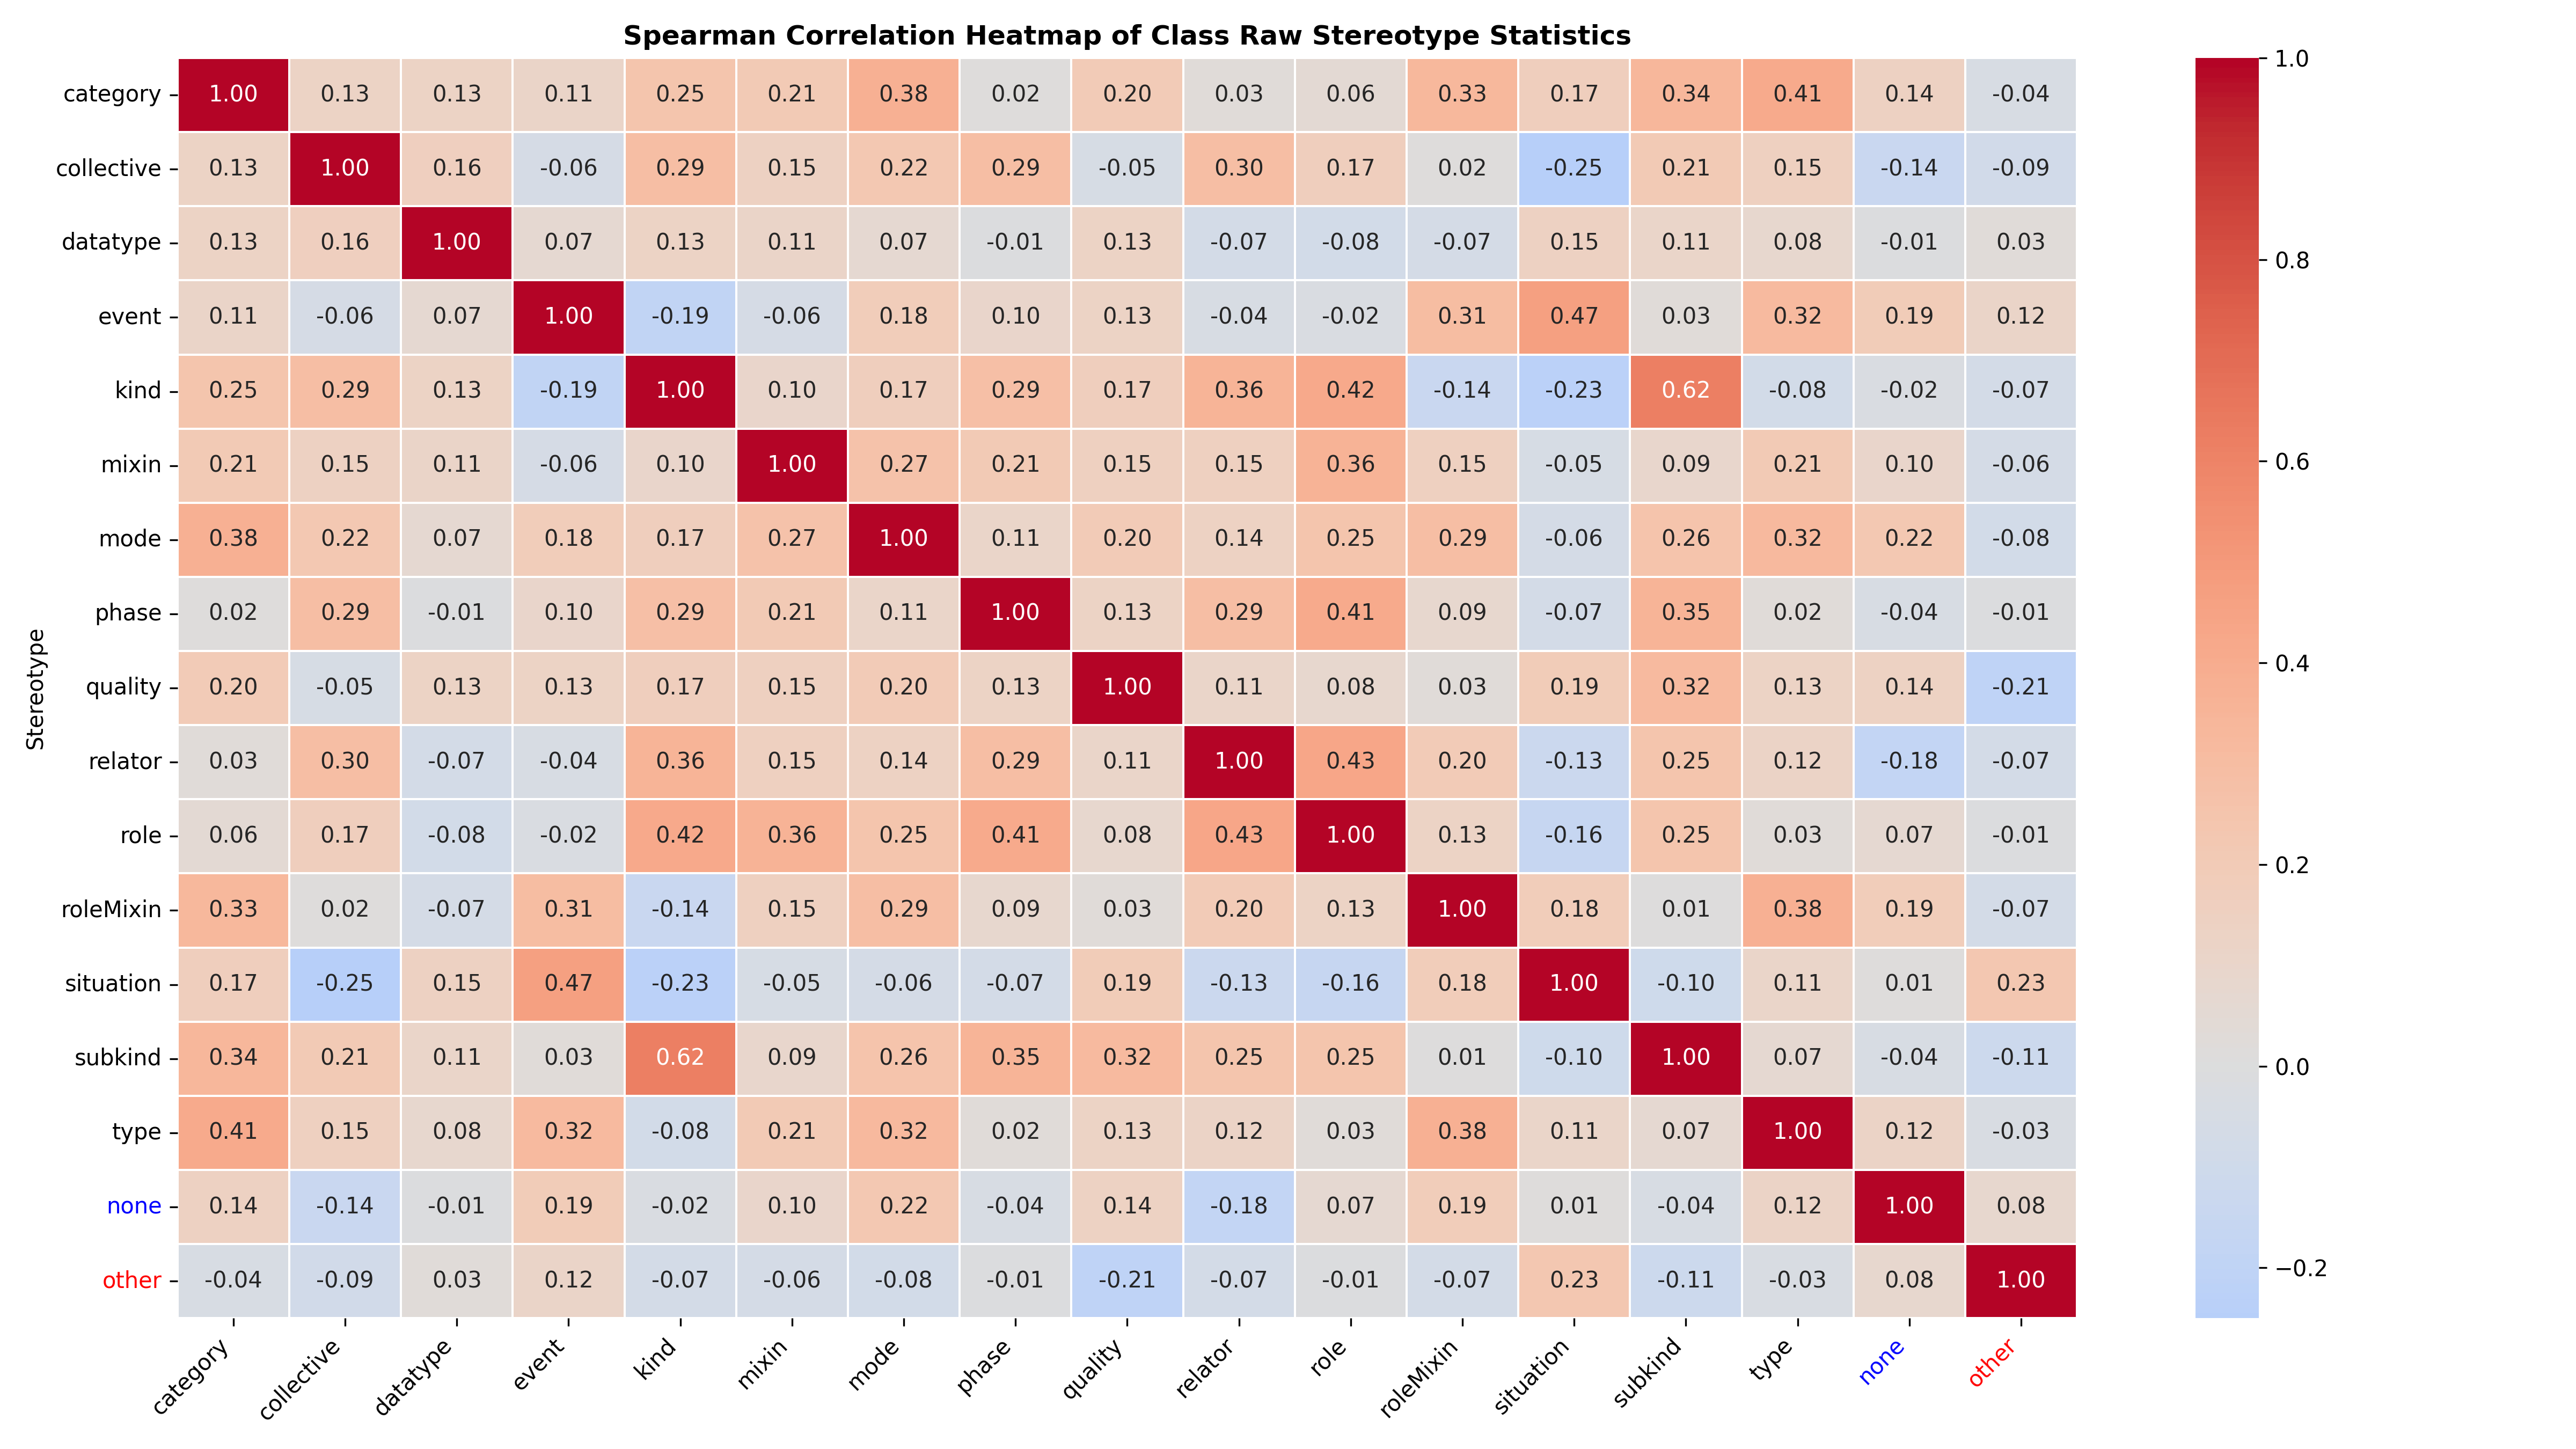 Spearman Correlation Heatmap of Class Raw Stereotype Statistics
Stereotype
category 1.00 0.13 0.13 0.11 0.25 0.21 0.38 0.02 0.20 0.03 0.06 0.33 0.17 0.34 0.41 0.14 -0.04
collective 0.13 1.00 0.16 -0.06 0.29 0.15 0.22 0.29 -0.05 0.30 0.17 0.02 -0.25 0.21 0.15 -0.14 -0.09
datatype 0.13 0.16 1.00 0.07 0.13 0.11 0.07 -0.01 0.13 -0.07 -0.08 -0.07 0.15 0.11 0.08 -0.01 0.03
event 0.11 -0.06 0.07 1.00 -0.19 -0.06 0.18 0.10 0.13 -0.04 -0.02 0.31 0.47 0.03 0.32 0.19 0.12
kind 0.25 0.29 0.13 -0.19 1.00 0.10 0.17 0.29 0.17 0.36 0.42 -0.14 -0.23 0.62 -0.08 -0.02 -0.07
mixin 0.21 0.15 0.11 -0.06 0.10 1.00 0.27 0.21 0.15 0.15 0.36 0.15 -0.05 0.09 0.21 0.10 -0.06
mode 0.38 0.22 0.07 0.18 0.17 0.27 1.00 0.11 0.20 0.14 0.25 0.29 -0.06 0.26 0.32 0.22 -0.08
phase 0.02 0.29 -0.01 0.10 0.29 0.21 0.11 1.00 0.13 0.29 0.41 0.09 -0.07 0.35 0.02 -0.04 -0.01
quality 0.20 -0.05 0.13 0.13 0.17 0.15 0.20 0.13 1.00 0.11 0.08 0.03 0.19 0.32 0.13 0.14 -0.21
relator 0.03 0.30 -0.07 -0.04 0.36 0.15 0.14 0.29 0.11 1.00 0.43 0.20 -0.13 0.25 0.12 -0.18 -0.07
role 0.06 0.17 -0.08 -0.02 0.42 0.36 0.25 0.41 0.08 0.43 1.00 0.13 -0.16 0.25 0.03 0.07 -0.01
roleMixin 0.33 0.02 -0.07 0.31 -0.14 0.15 0.29 0.09 0.03 0.20 0.13 1.00 0.18 0.01 0.38 0.19 -0.07
situation 0.17 -0.25 0.15 0.47 -0.23 -0.05 -0.06 -0.07 0.19 -0.13 -0.16 0.18 1.00 -0.10 0.11 0.01 0.23
subkind 0.34 0.21 0.11 0.03 0.62 0.09 0.26 0.35 0.32 0.25 0.25 0.01 -0.10 1.00 0.07 -0.04 -0.11
type 0.41 0.15 0.08 0.32 -0.08 0.21 0.32 0.02 0.13 0.12 0.03 0.38 0.11 0.07 1.00 0.12 -0.03
none 0.14 -0.14 -0.01 0.19 -0.02 0.10 0.22 -0.04 0.14 -0.18 0.07 0.19 0.01 -0.04 0.12 1.00 0.08
other -0.04 -0.09 0.03 0.12 -0.07 -0.06 -0.08 -0.01 -0.21 -0.07 -0.01 -0.07 0.23 -0.11 -0.03 0.08 1.00
category collective datatype event kind mixin mode phase quality relator role roleMixin situation subkind type none other
1.0
0.8
0.6
0.4
0.2
0.0
−0.2